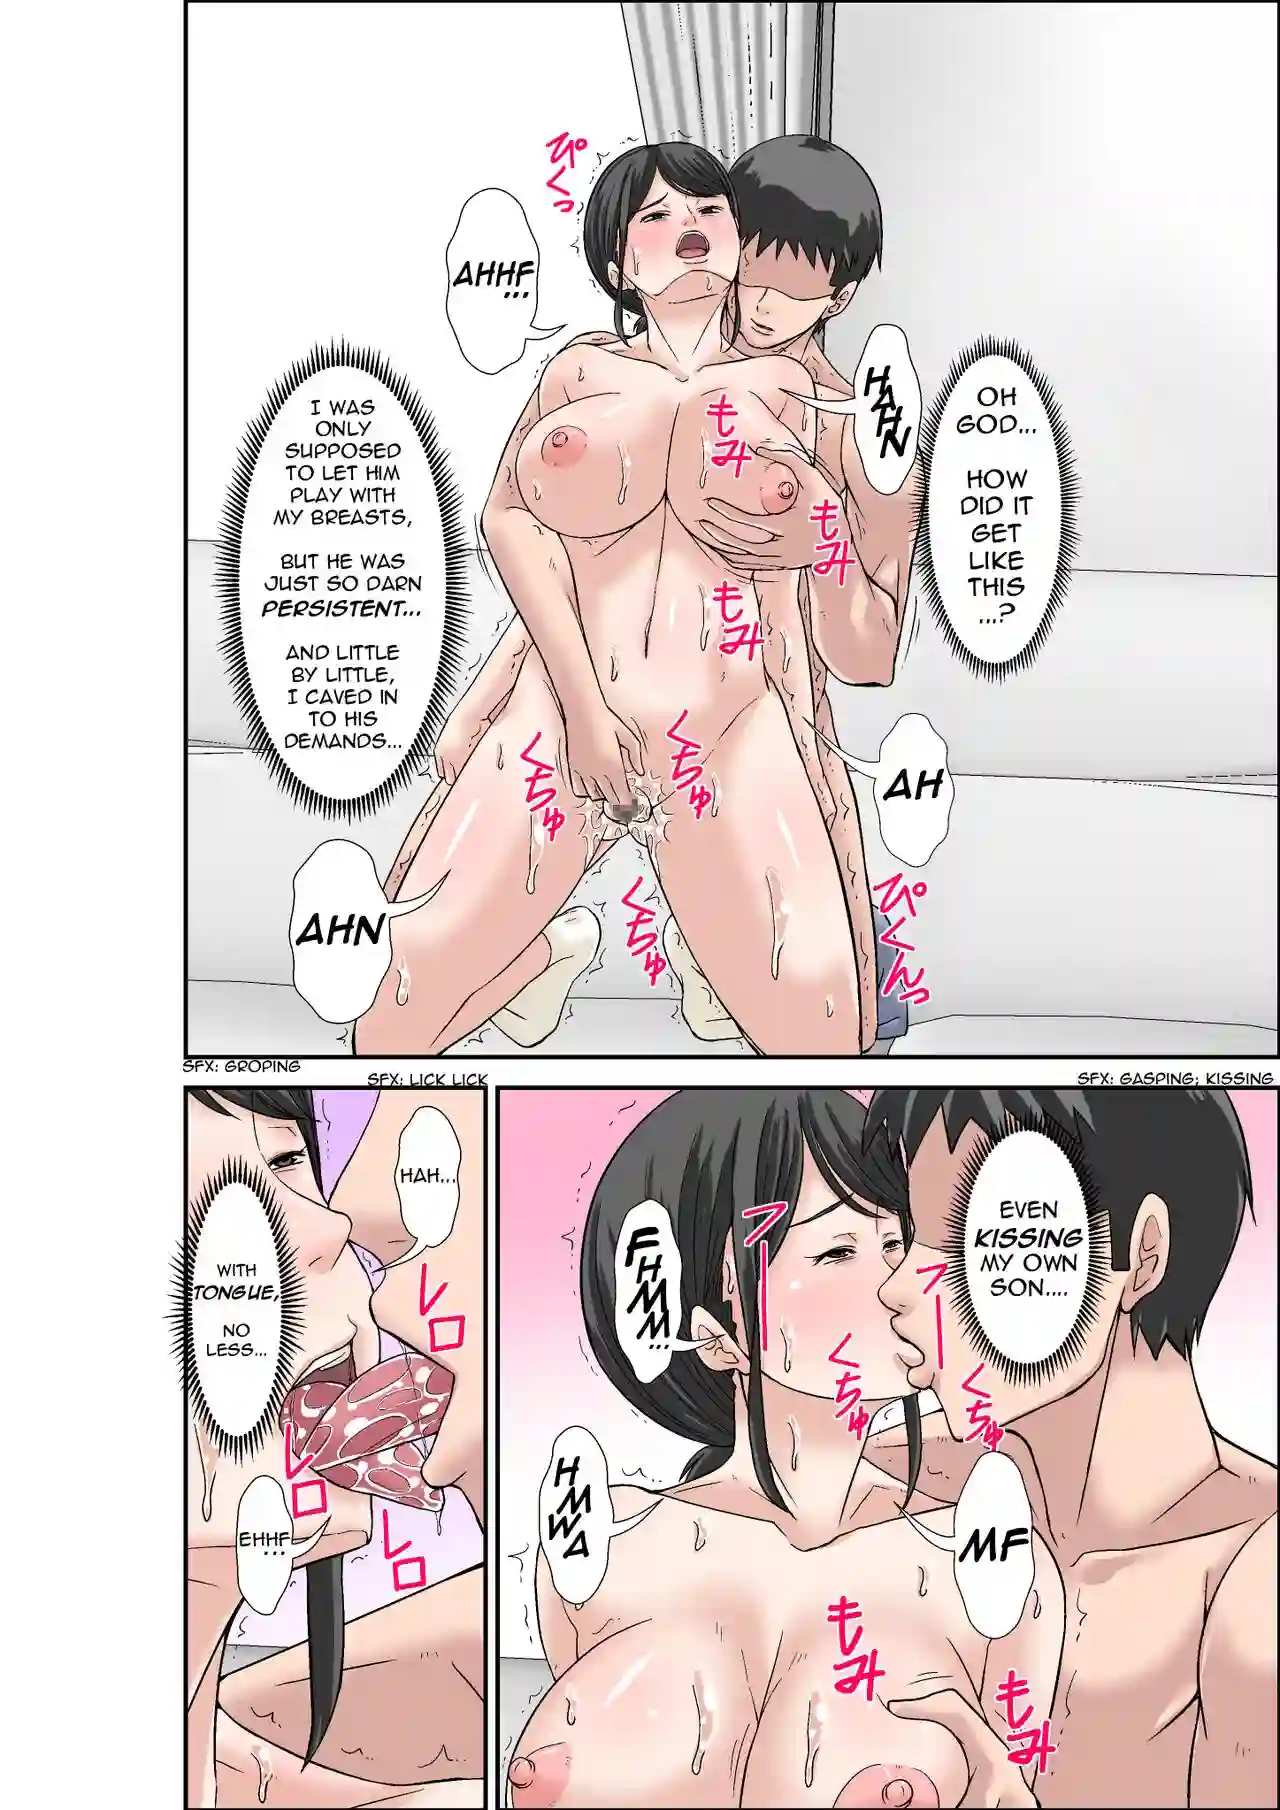 OH
GOD...
HOW
DID IT
GET
LIKE
THIS
...?
ぴくっ
AHHF...
HAHN
I WAS
ONLY
SUPPOSED
TO LET HIM
PLAY WITH
MY BREASTS,
BUT HE WAS
JUST SO DARN
PERSISTENT...
AND LITTLE
BY LITTLE,
I CAVED IN
TO HIS
DEMANDS...
もみ
もみ
もみ
くちゅ
くちゅ
くちゅ
AH
AHN
ぴくんっ
SFX: GROPING
SFX: LICK LICK
SFX: GASPING; KISSING
EVEN
KISSING
MY OWN
SON....
フー
フー
FHMM...
くちゅ
くちゅ
HMWA
MF
もみ
もみ
HAH...
WITH
TONGUE,
NO
LESS...
レロ
レロ
レロ
EHHF...